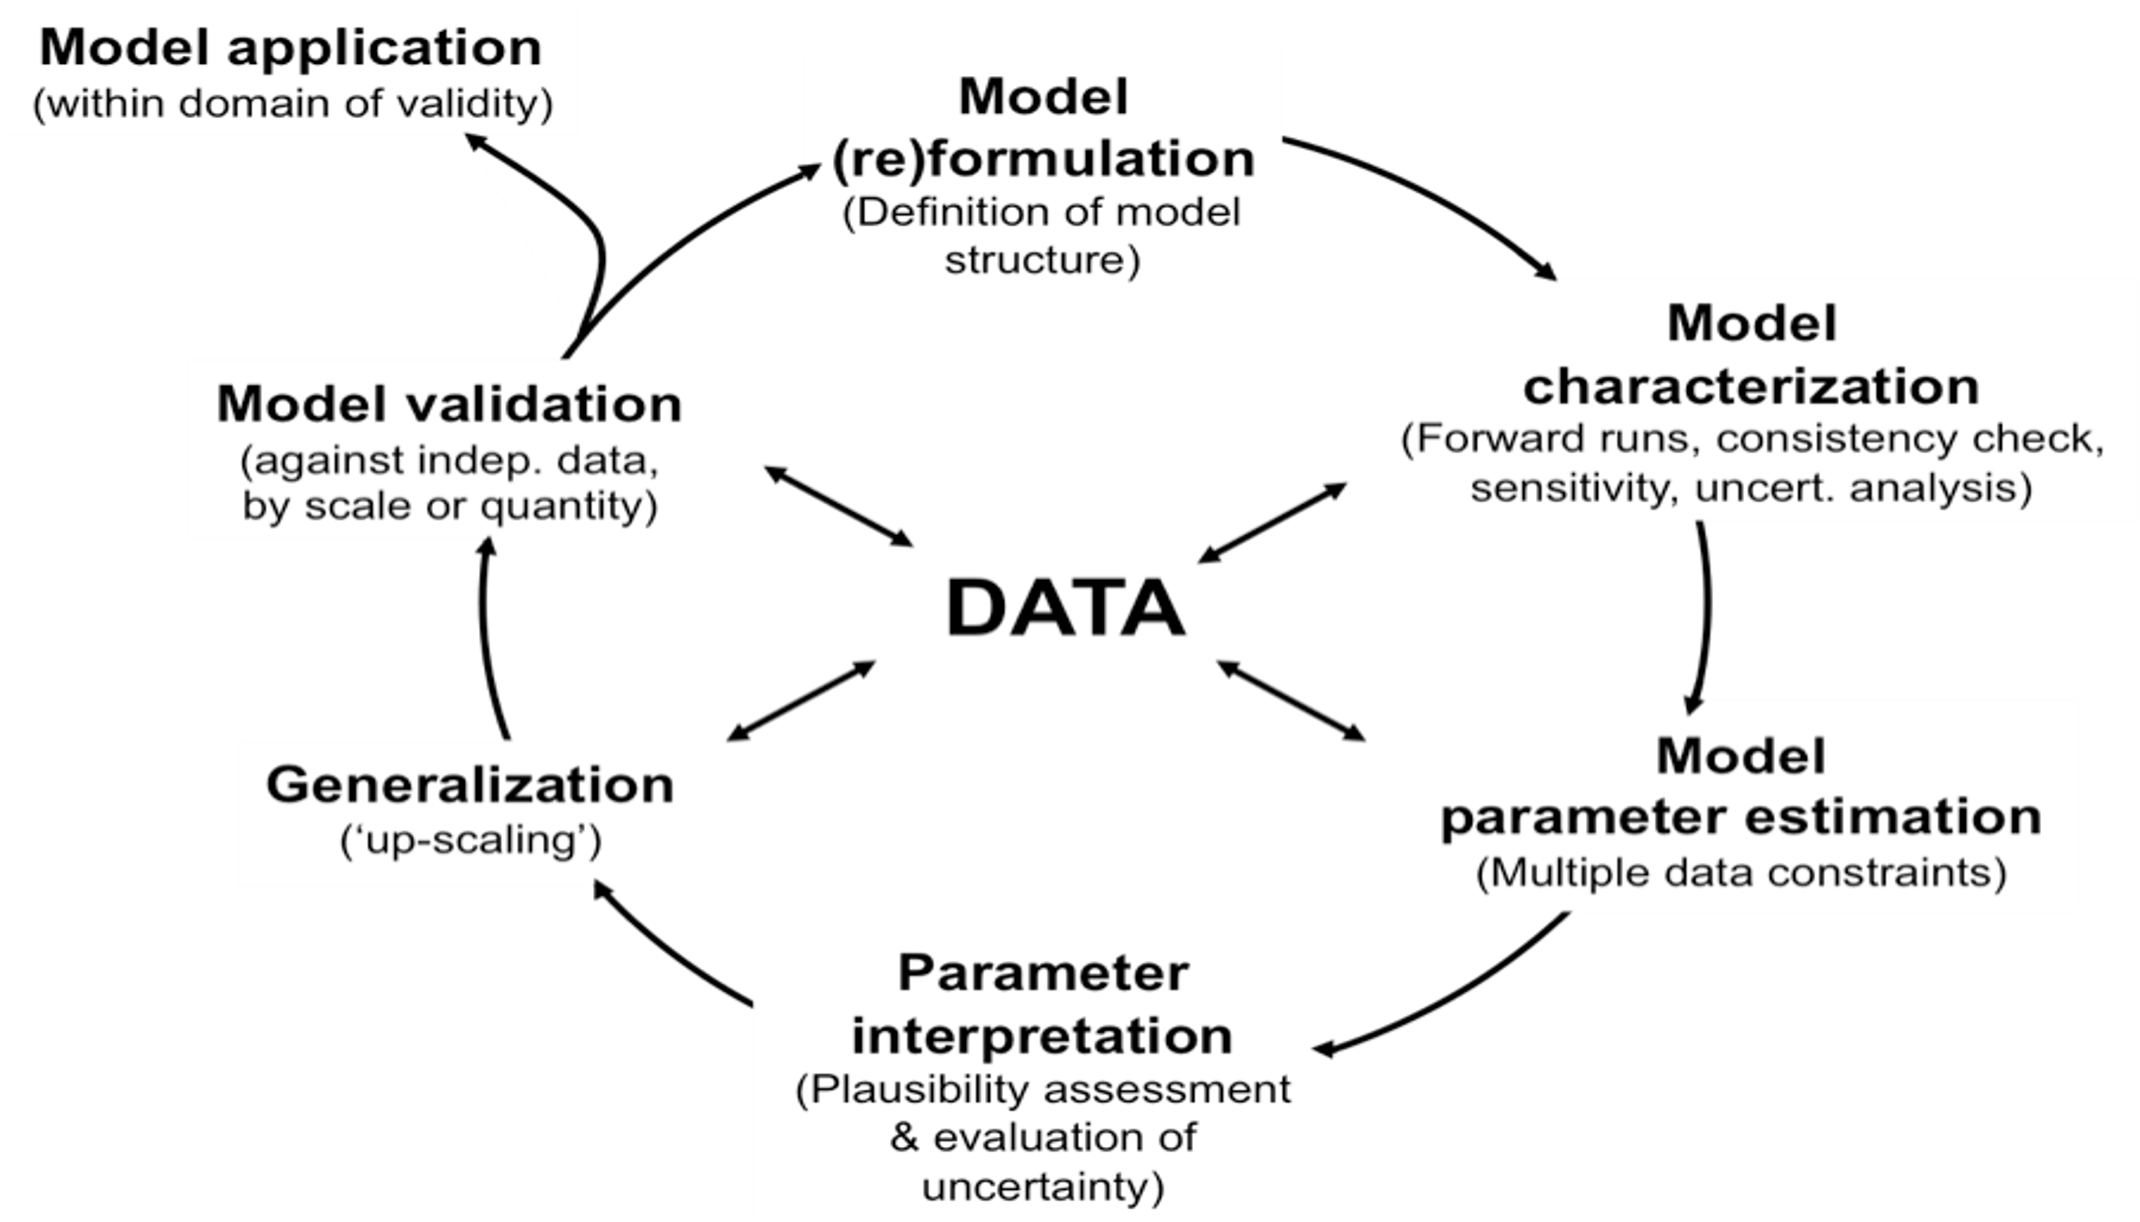 Model application
(within domain of validity)
Model
(re)formulation
(Definition of model
structure)
Model
characterization
(Forward runs, consistency check,
sensitivity, uncert. analysis)
Model validation
(against indep. data,
by scale or quantity)
DATA
Model
parameter estimation
(Multiple data constraints)
Generalization
(‘up-scaling’)
Parameter
interpretation
(Plausibility assessment
& evaluation of
uncertainty)